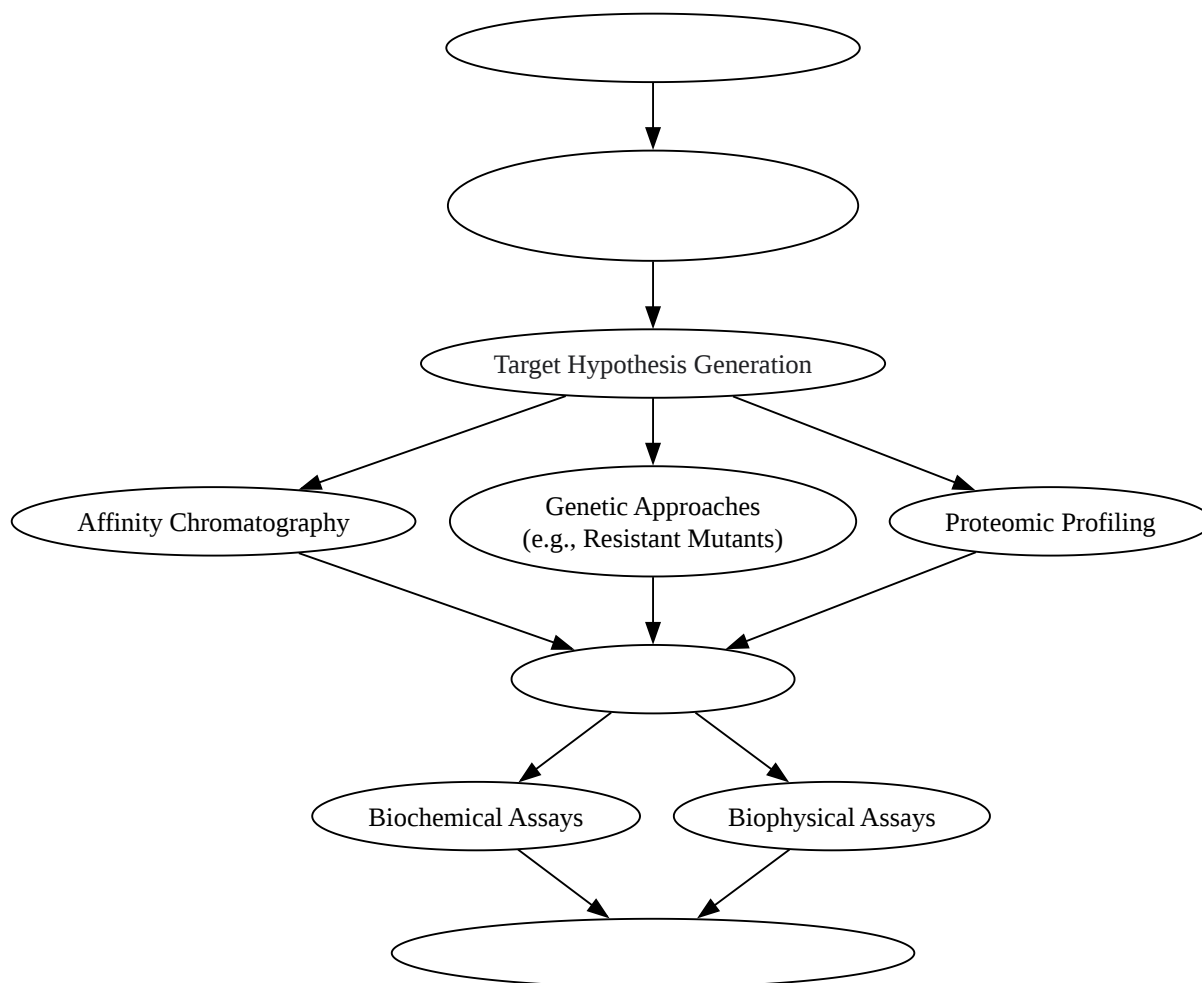 Target Hypothesis Generation
Affinity Chromatography
Genetic Approaches
(e.g., Resistant Mutants)
Proteomic Profiling
Biochemical Assays
Biophysical Assays